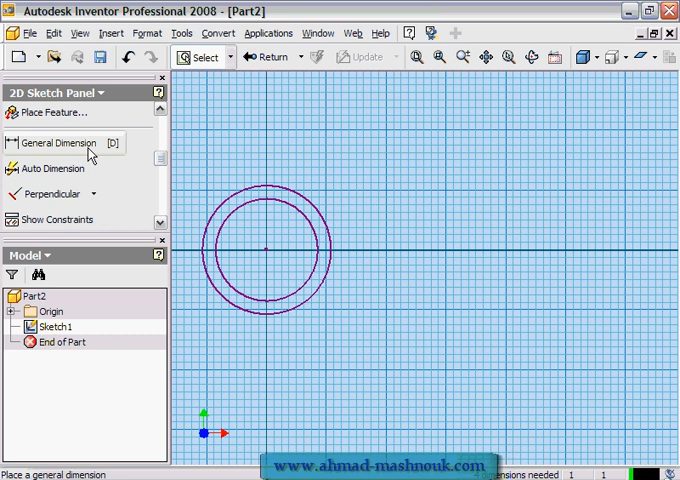 Autodesk Inventor Professional 2008 - [Part2]
File Edit View Insert Format Tools Convert Applications Window Web Help
Select Return Update
2D Sketch Panel
Place Feature...
General Dimension [D]
Auto Dimension
Perpendicular
Show Constraints
Model
Part2
Origin
Sketch1
End of Part
www.ahmad-mashnouk.com
Place a general dimension
dimensions needed 1 1